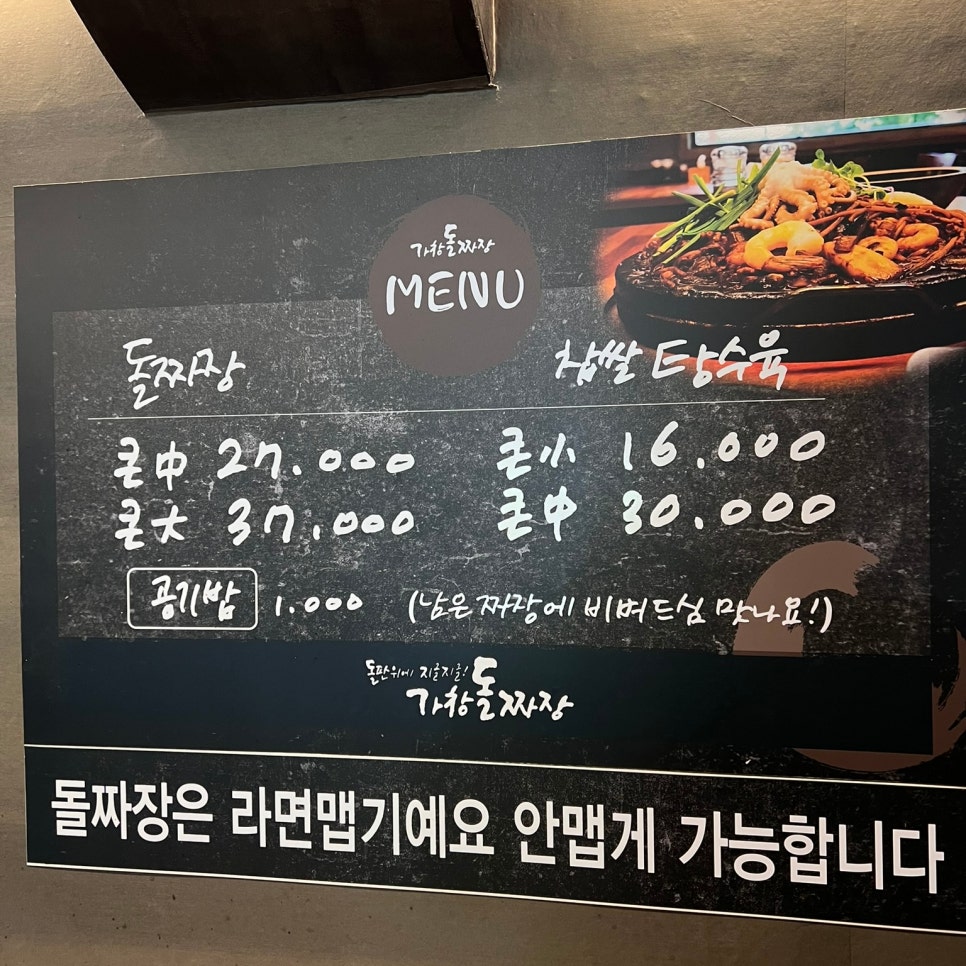 가창돌짜장
MENU
돌짜장
찹쌀 탕수육
큰中 27.000
큰小 16.000
큰大 37,000
큰中 30.000
공기밥 1.000 (남은 짜장에 비벼드심 맛나요!)
돌판위에 지글지글!
가창돌짜장
돌짜장은 라면맵기예요 안맵게 가능합니다